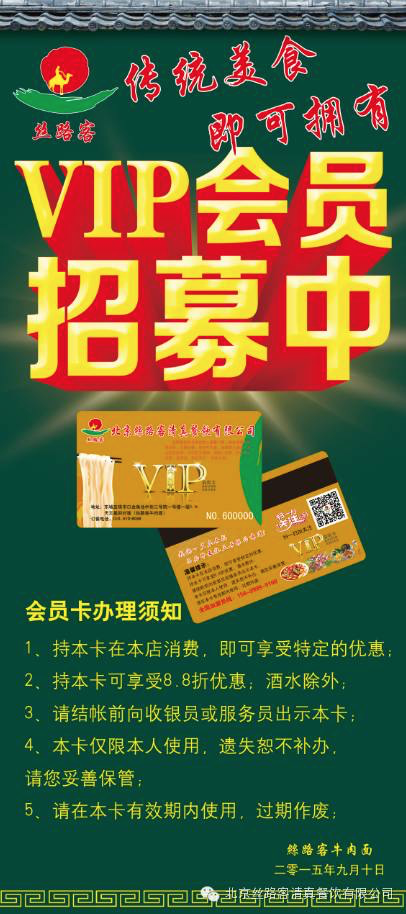 丝路客
传统美食
即可拥有
VIP会员
招募中
北京丝路客清真餐饮有限公司
VIP
NO.600000
VIP
温馨提示:
会员卡办理须知
1、持本卡在本店消费，即可享受特定的优惠；
2、持本卡可享受8.8折优惠；酒水除外；
3、请结帐前向收银员或服务员出示本卡；
4、本卡仅限本人使用，遗失恕不补办，
请您妥善保管；
5、请在本卡有效期内使用，过期作废；
絲路客牛肉面
二零一五年九月十日
北京丝路客清真餐饮有限公司